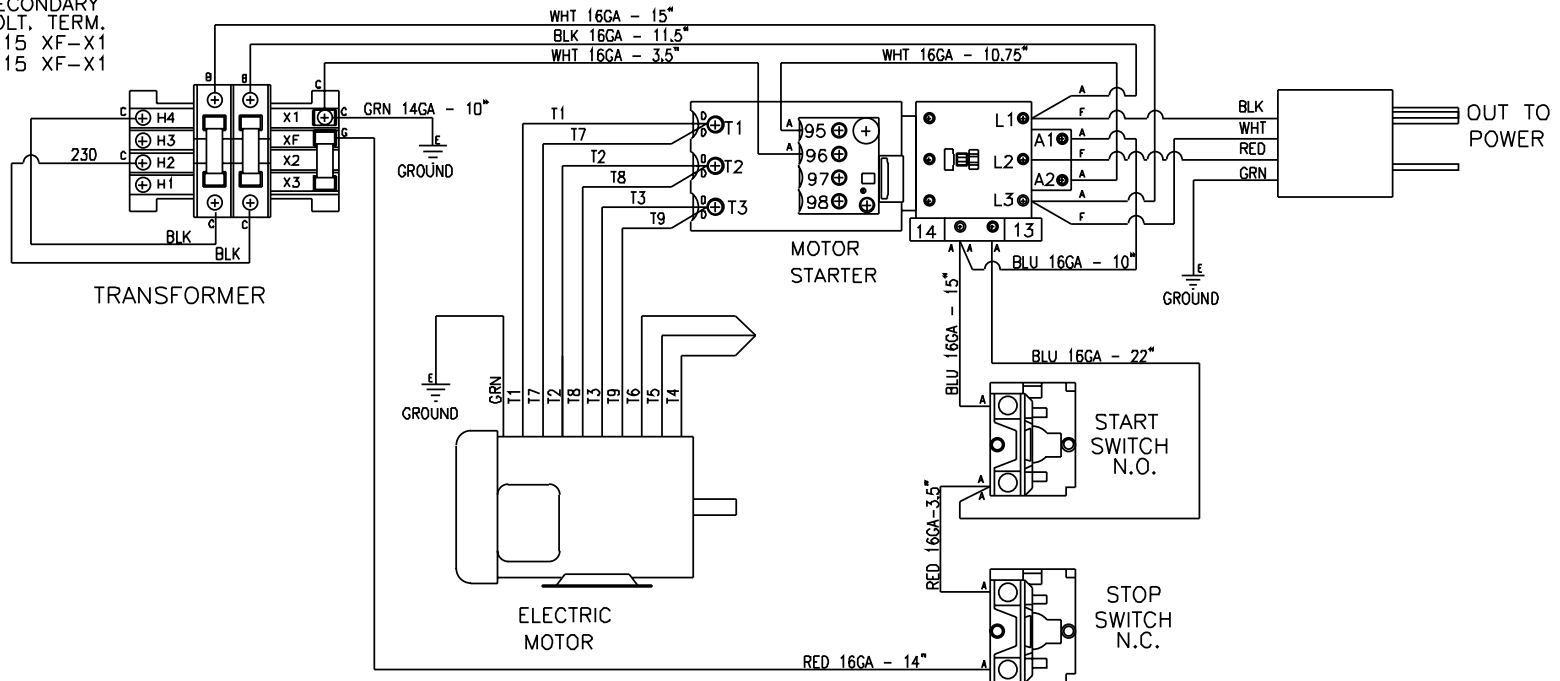 SECONDARY
VOLT. TERM.
115 XF-X1
115 XF-X1
WHT 16GA - 15"
BLK 16GA - 11.5"
WHT 16GA - 3.5"
WHT 16GA - 10.75"
B
B
C
A
C
H4
X1
C
GRN 14GA - 10"
T1
D
D
T1
A
95
L1
F
BLK
OUT TO
POWER
H3
XF
G
E
GROUND
T7
A
96
A1
A
WHT
230
C
H2
X2
T2
D
D
T2
97
L2
F
RED
H1
X3
T8
98
A2
A
GRN
C
C
T3
D
D
T3
L3
A
T9
F
BLK
BLK
14
13
A
A
A
MOTOR
STARTER
BLU 16GA - 10"
E
GROUND
TRANSFORMER
BLU 16GA - 15"
BLU 16GA - 22"
E
GROUND
GRN
T1
T7
T2
T8
T3
T9
T6
T5
T4
A
START
SWITCH
N.O.
A
A
RED 16GA-3.5"
A
STOP
SWITCH
N.C.
ELECTRIC
MOTOR
RED 16GA - 14"
A